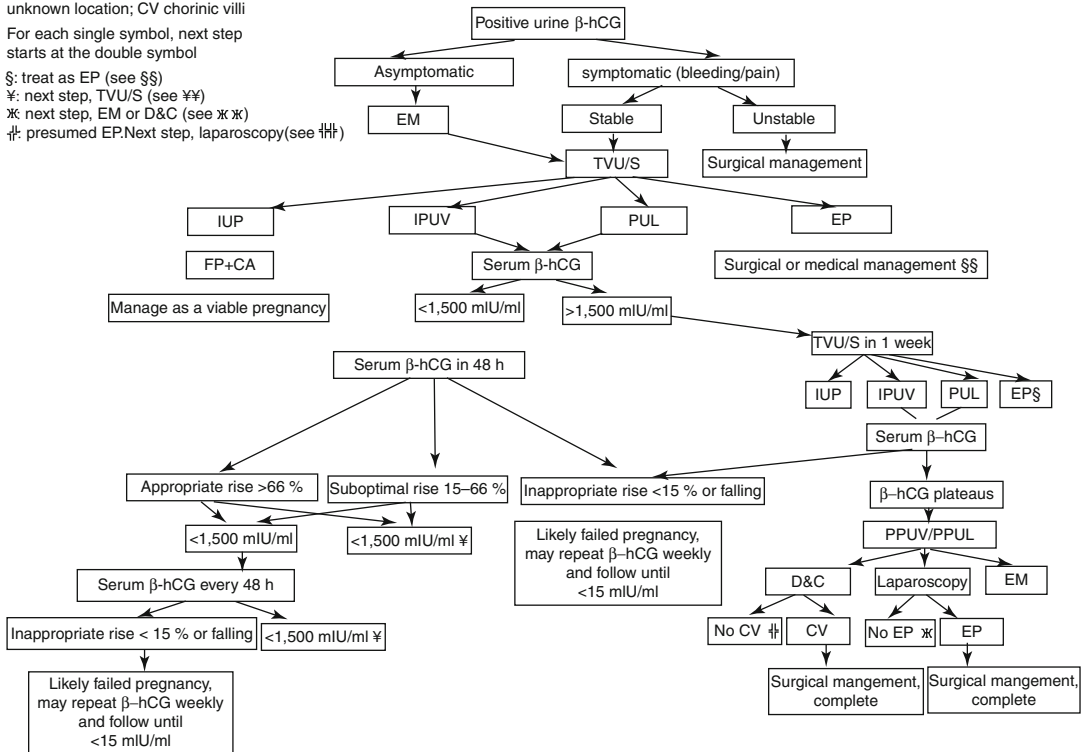 unknown location; CV chorinic villi
For each single symbol, next step
starts at the double symbol
§: treat as EP (see §§)
¥: next step, TVU/S (see ¥¥)
ж: next step, EM or D&C (see жж)
╬: presumed EP.Next step, laparoscopy(see ╬╬)
Positive urine β-hCG
Asymptomatic
symptomatic (bleeding/pain)
EM
Stable
Unstable
TVU/S
Surgical management
IUP
IPUV
PUL
EP
FP+CA
Serum β-hCG
Surgical or medical management §§
Manage as a viable pregnancy
<1,500 mIU/ml
>1,500 mIU/ml
TVU/S in 1 week
Serum β-hCG in 48 h
IUP
IPUV
PUL
EP§
Serum β–hCG
Appropriate rise >66 %
Suboptimal rise 15–66 %
Inappropriate rise <15 % or falling
β–hCG plateaus
<1,500 mIU/ml
<1,500 mIU/ml ¥
Likely failed pregnancy,
may repeat β–hCG weekly
and follow until
<15 mIU/ml
PPUV/PPUL
Serum β-hCG every 48 h
D&C
Laparoscopy
EM
Inappropriate rise < 15 % or falling
<1,500 mIU/ml ¥
No CV ╬
CV
No EP ж
EP
Likely failed pregnancy,
may repeat β–hCG weekly
and follow until
<15 mIU/ml
Surgical mangement,
complete
Surgical mangement,
complete